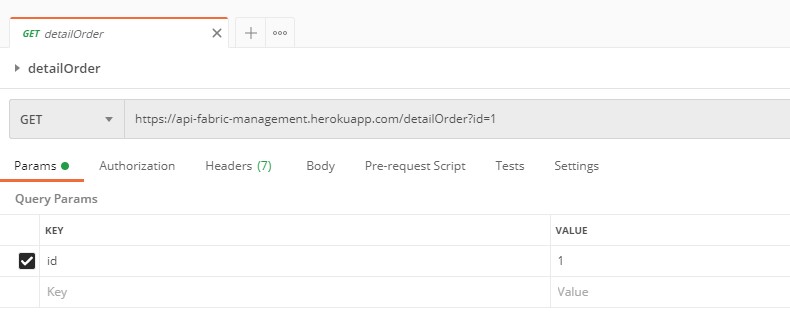 GET detailOrder
detailOrder
GET https://api-fabric-management.herokuapp.com/detailOrder?id=1
Params Authorization Headers (7) Body Pre-request Script Tests Settings
Query Params
KEY VALUE
id 1
Key Value